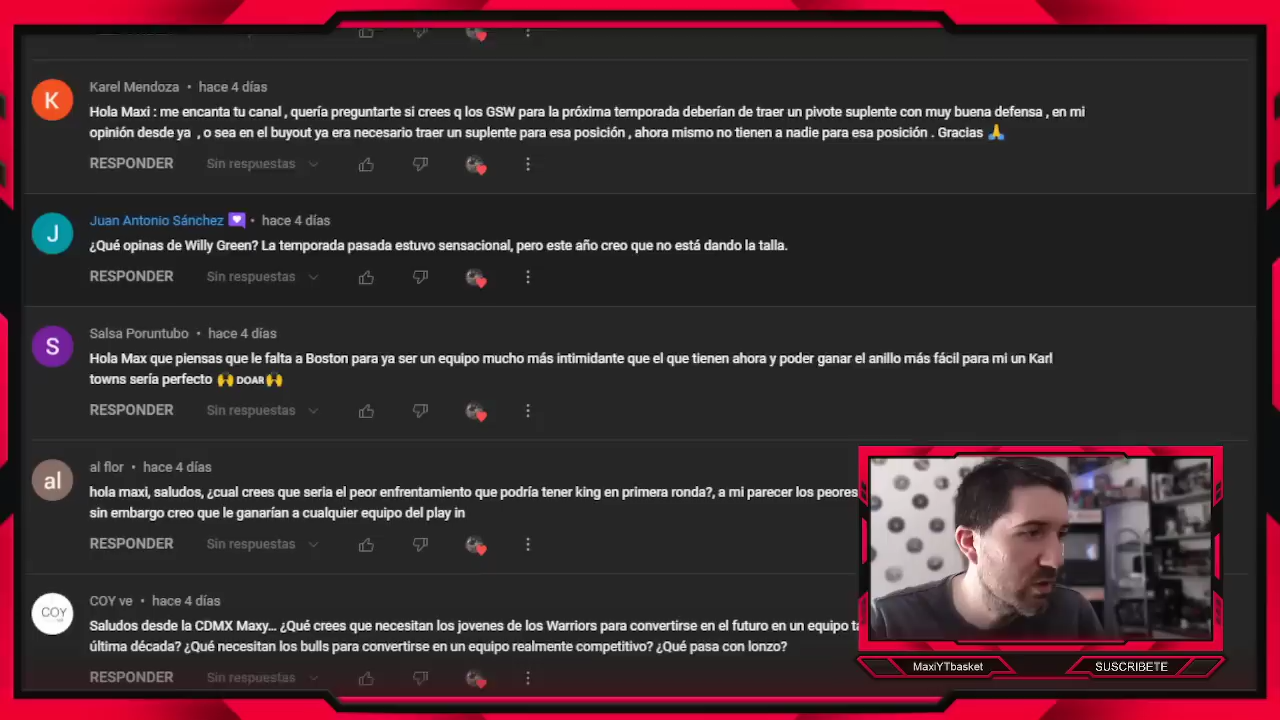 Karel Mendoza • hace 4 días
Hola Maxi : me encanta tu canal , quería preguntarte si crees q los GSW para la próxima temporada deberían de traer un pivote suplente con muy buena defensa , en mi
opinión desde ya , o sea en el buyout ya era necesario traer un suplente para esa posición , ahora mismo no tienen a nadie para esa posición . Gracias 🙏
RESPONDER Sin respuestas
Juan Antonio Sánchez • hace 4 días
¿Qué opinas de Willy Green? La temporada pasada estuvo sensacional, pero este año creo que no está dando la talla.
RESPONDER Sin respuestas
Salsa Poruntubo • hace 4 días
Hola Max que piensas que le falta a Boston para ya ser un equipo mucho más intimidante que el que tienen ahora y poder ganar el anillo más fácil para mi un Karl
towns sería perfecto 🙌 DOAR 🙌
RESPONDER Sin respuestas
al flor • hace 4 días
hola maxi, saludos, ¿cual crees que seria el peor enfrentamiento que podría tener king en primera ronda?, a mi parecer los peores
sin embargo creo que le ganarían a cualquier equipo del play in
RESPONDER Sin respuestas
COY ve • hace 4 días
Saludos desde la CDMX Maxy... ¿Qué crees que necesitan los jovenes de los Warriors para convertirse en el futuro en un equipo
última década? ¿Qué necesitan los bulls para convertirse en un equipo realmente competitivo? ¿Qué pasa con lonzo?
RESPONDER Sin respuestas
K
J
S
al
COY
MaxiYTbasket
SUSCRIBETE